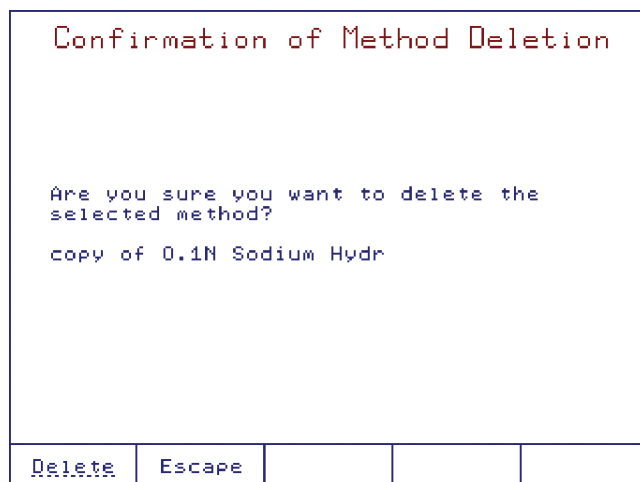 Confirmation of Method Deletion
Are you sure you want to delete the
selected method?
copy of 0.1N Sodium Hydr
Delete Escape